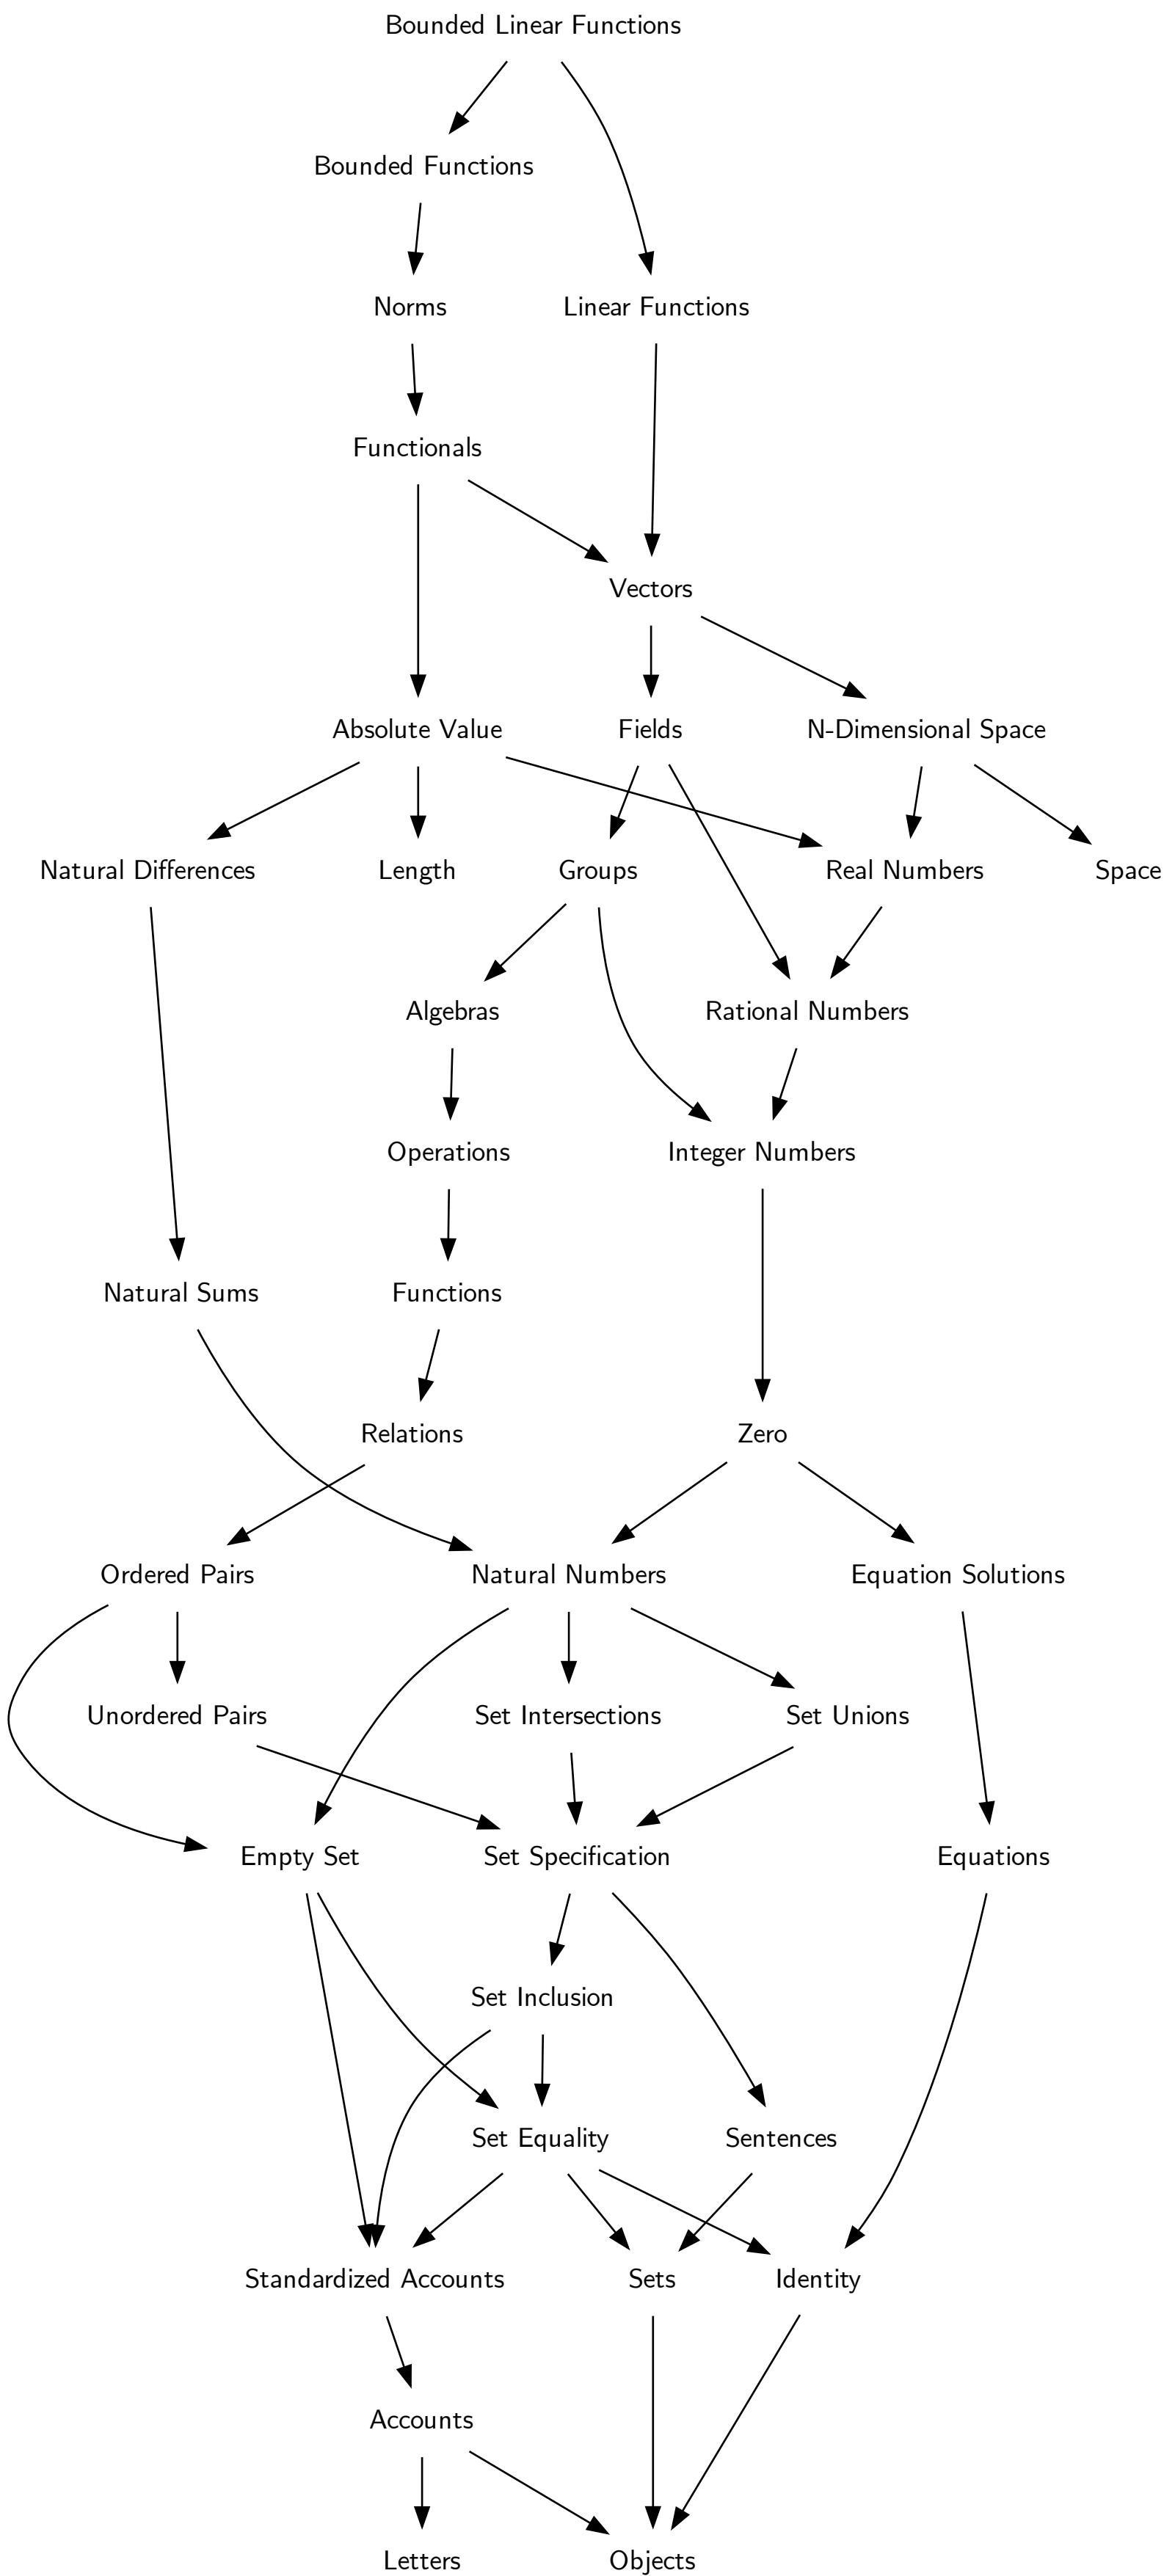 Bounded Linear Functions
Bounded Functions
Norms
Linear Functions
Functionals
Vectors
Absolute Value
Fields
N-Dimensional Space
Natural Differences
Length
Groups
Real Numbers
Space
Algebras
Rational Numbers
Operations
Integer Numbers
Natural Sums
Functions
Relations
Zero
Ordered Pairs
Natural Numbers
Equation Solutions
Unordered Pairs
Set Intersections
Set Unions
Empty Set
Set Specification
Equations
Set Inclusion
Set Equality
Sentences
Standardized Accounts
Sets
Identity
Accounts
Letters
Objects